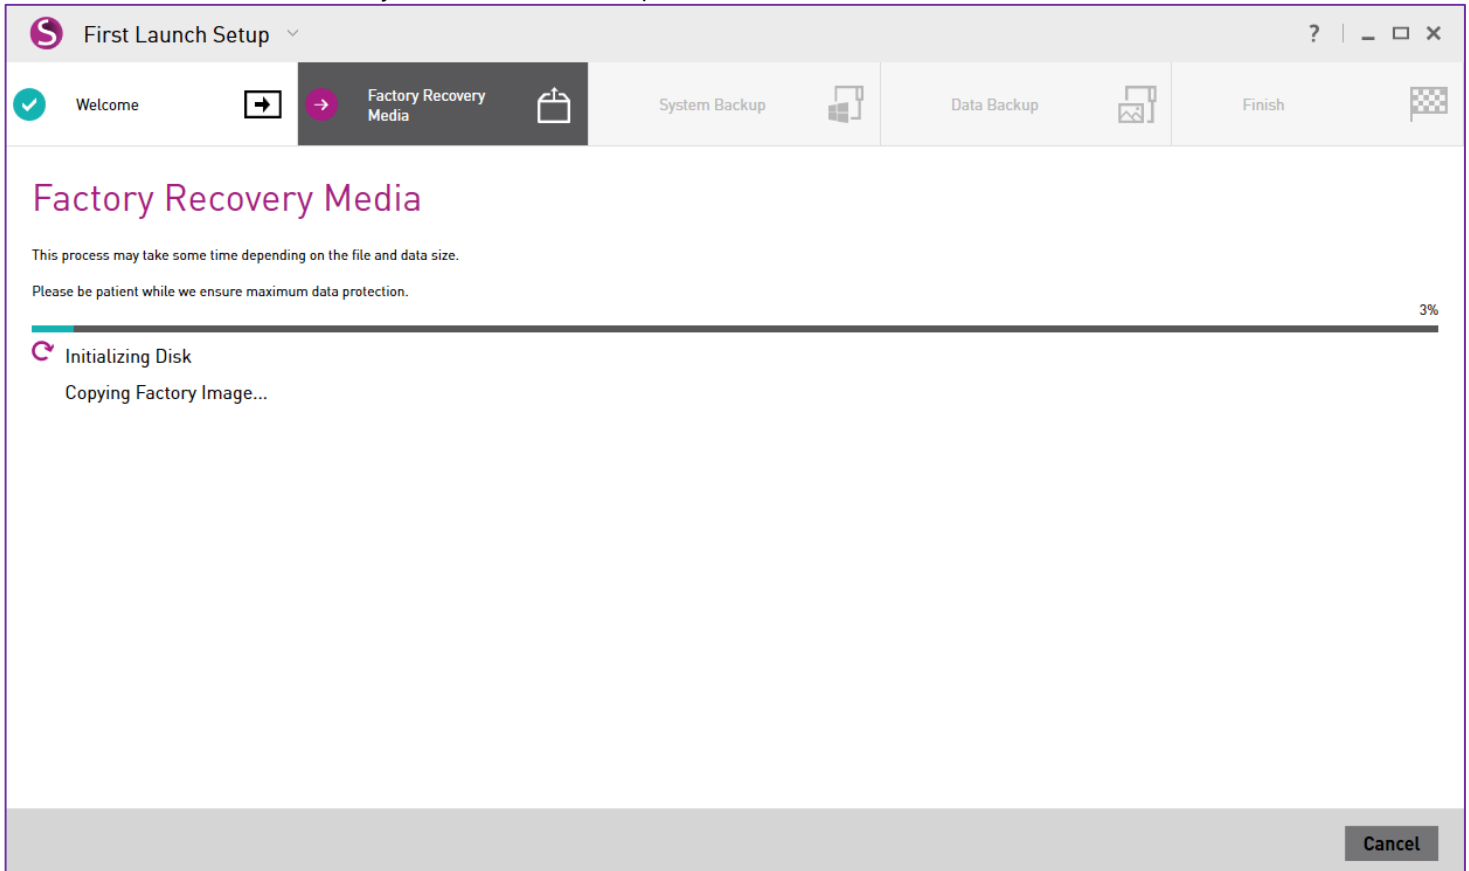 First Launch Setup
?
Welcome
Factory Recovery
Media
System Backup
Data Backup
Finish
Factory Recovery Media
This process may take some time depending on the file and data size.
Please be patient while we ensure maximum data protection.
3%
Initializing Disk
Copying Factory Image...
Cancel